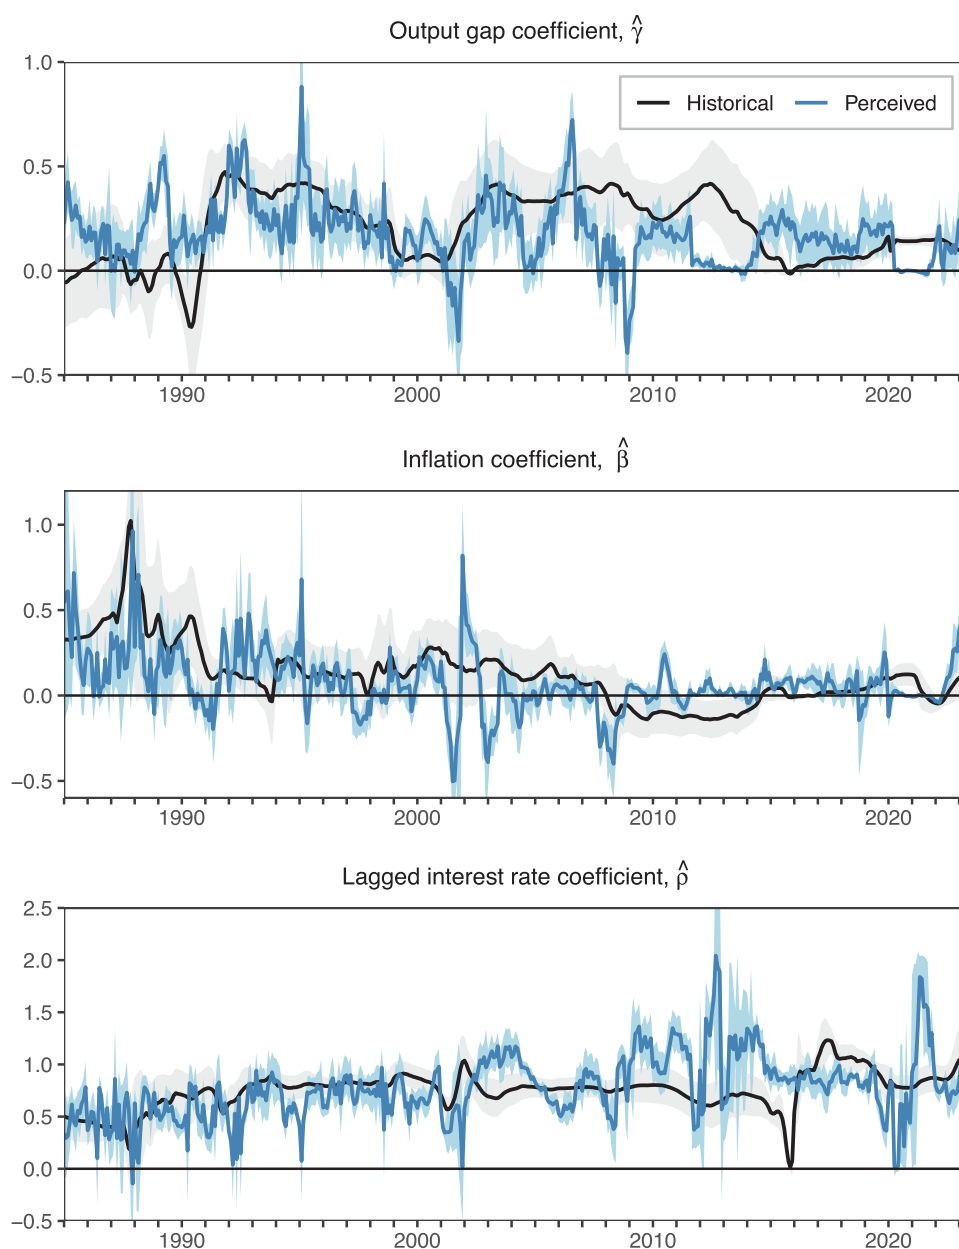 Output gap coefficient, γ̂
1.0
Historical
Perceived
0.5
0.0
−0.5
1990 2000 2010 2020
Inflation coefficient, β̂
1.0
0.5
0.0
−0.5
1990 2000 2010 2020
Lagged interest rate coefficient, ρ̂
2.5
2.0
1.5
1.0
0.5
0.0
−0.5
1990 2000 2010 2020